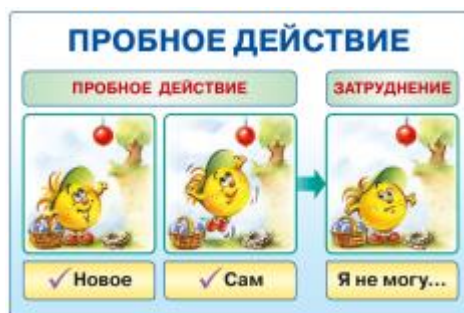 ПРОБНОЕ ДЕЙСТВИЕ
ПРОБНОЕ ДЕЙСТВИЕ
ЗАТРУДНЕНИЕ
Новое
Сам
Я не могу...